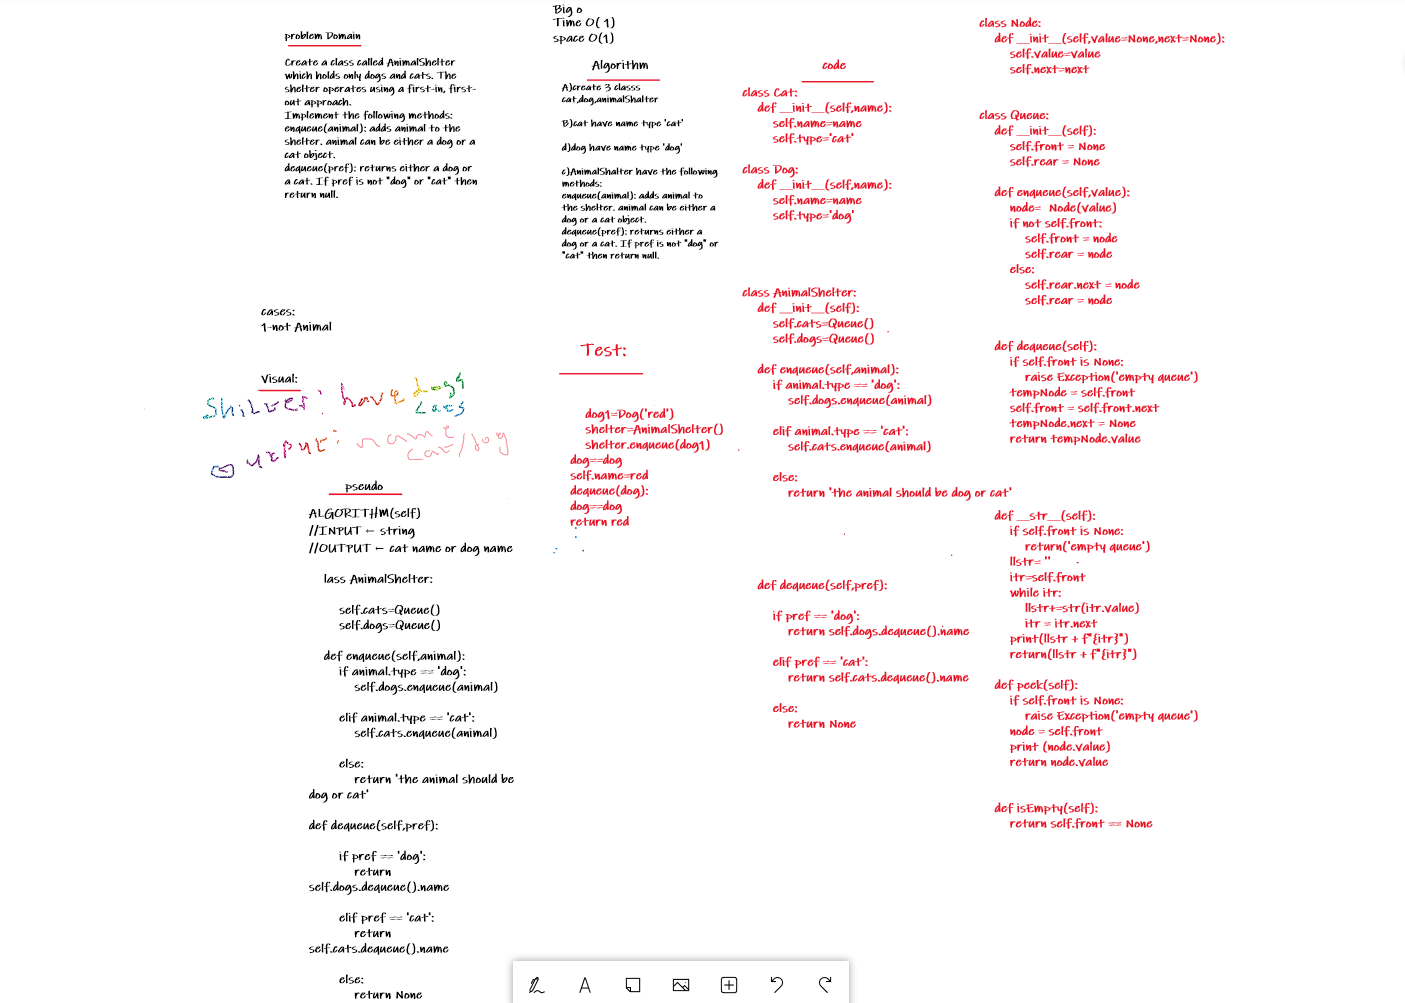 problem Domain
Create a class called AnimalShelter
which holds only dogs and cats. The
shelter operates using a first-in, first-
out approach.
Implement the following methods:
enqueue(animal): adds animal to the
shelter. animal can be either a dog or a
cat object.
dequeue(pref): returns either a dog or
a cat. If pref is not "dog" or "cat" then
return null.
cases:
1-not Animal
Visual:
Shilver: have dogs
cats
output: name
cat/dog
pseudo
ALGORITHM(self)
//INPUT ← string
//OUTPUT ← cat name or dog name
lass AnimalShelter:
self.cats=Queue()
self.dogs=Queue()
def enqueue(self,animal):
if animal.type == 'dog':
self.dogs.enqueue(animal)
elif animal.type == 'cat':
self.cats.enqueue(animal)
else:
return 'the animal should be
dog or cat'
def dequeue(self,pref):
if pref == 'dog':
return
self.dogs.dequeue().name
elif pref == 'cat':
return
self.cats.dequeue().name
else:
return None
Big o
Time O( 1)
space O(1)
Algorithm
A)create 3 classs
cat,dog,animalShalter
B)cat have name type 'cat'
d)dog have name type 'dog'
c)AnimalShalter have the following
methods:
enqueue(animal): adds animal to
the shelter. animal can be either a
dog or a cat object.
dequeue(pref): returns either a
dog or a cat. If pref is not "dog" or
"cat" then return null.
Test:
dog1=Dog('red')
shelter=AnimalShelter()
shelter.enqueue(dog1)
dog==dog
self.name=red
dequeue(dog):
dog==dog
return red
code
class Cat:
def __init__(self,name):
self.name=name
self.type='cat'
class Dog:
def __init__(self,name):
self.name=name
self.type='dog'
class AnimalShelter:
def __init__(self):
self.cats=Queue()
self.dogs=Queue()
def enqueue(self,animal):
if animal.type == 'dog':
self.dogs.enqueue(animal)
elif animal.type == 'cat':
self.cats.enqueue(animal)
else:
return 'the animal should be dog or cat'
def dequeue(self,pref):
if pref == 'dog':
return self.dogs.dequeue().name
elif pref == 'cat':
return self.cats.dequeue().name
else:
return None
class Node:
def __init__(self,value=None,next=None):
self.value=value
self.next=next
class Queue:
def __init__(self):
self.front = None
self.rear = None
def enqueue(self,value):
node= Node(value)
if not self.front:
self.front = node
self.rear = node
else:
self.rear.next = node
self.rear = node
def dequeue(self):
if self.front is None:
raise Exception('empty queue')
tempNode = self.front
self.front = self.front.next
tempNode.next = None
return tempNode.value
def __str__(self):
if self.front is None:
return('empty queue')
llstr= ''
itr=self.front
while itr:
llstr+=str(itr.value)
itr = itr.next
print(llstr + f"{itr}")
return(llstr + f"{itr}")
def peek(self):
if self.front is None:
raise Exception('empty queue')
node = self.front
print (node.value)
return node.value
def isEmpty(self):
return self.front == None
A